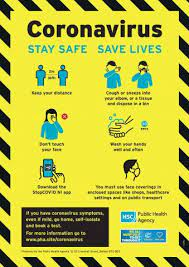 Coronavirus
STAY SAFE SAVE LIVES
Keep your distance
Cough or sneeze into
your elbow, or a tissue
and dispose in a bin
Don't touch
your face
Wash your hands
well and often
Download the
StopCOVID NI app
You must use face coverings in
enclosed spaces like shops, healthcare
settings and on public transport
If you have coronavirus symptoms,
even if mild, go home, self-isolate
and book a test.
For more information go to
www.pha.site/coronavirus
HSC Public Health
Agency